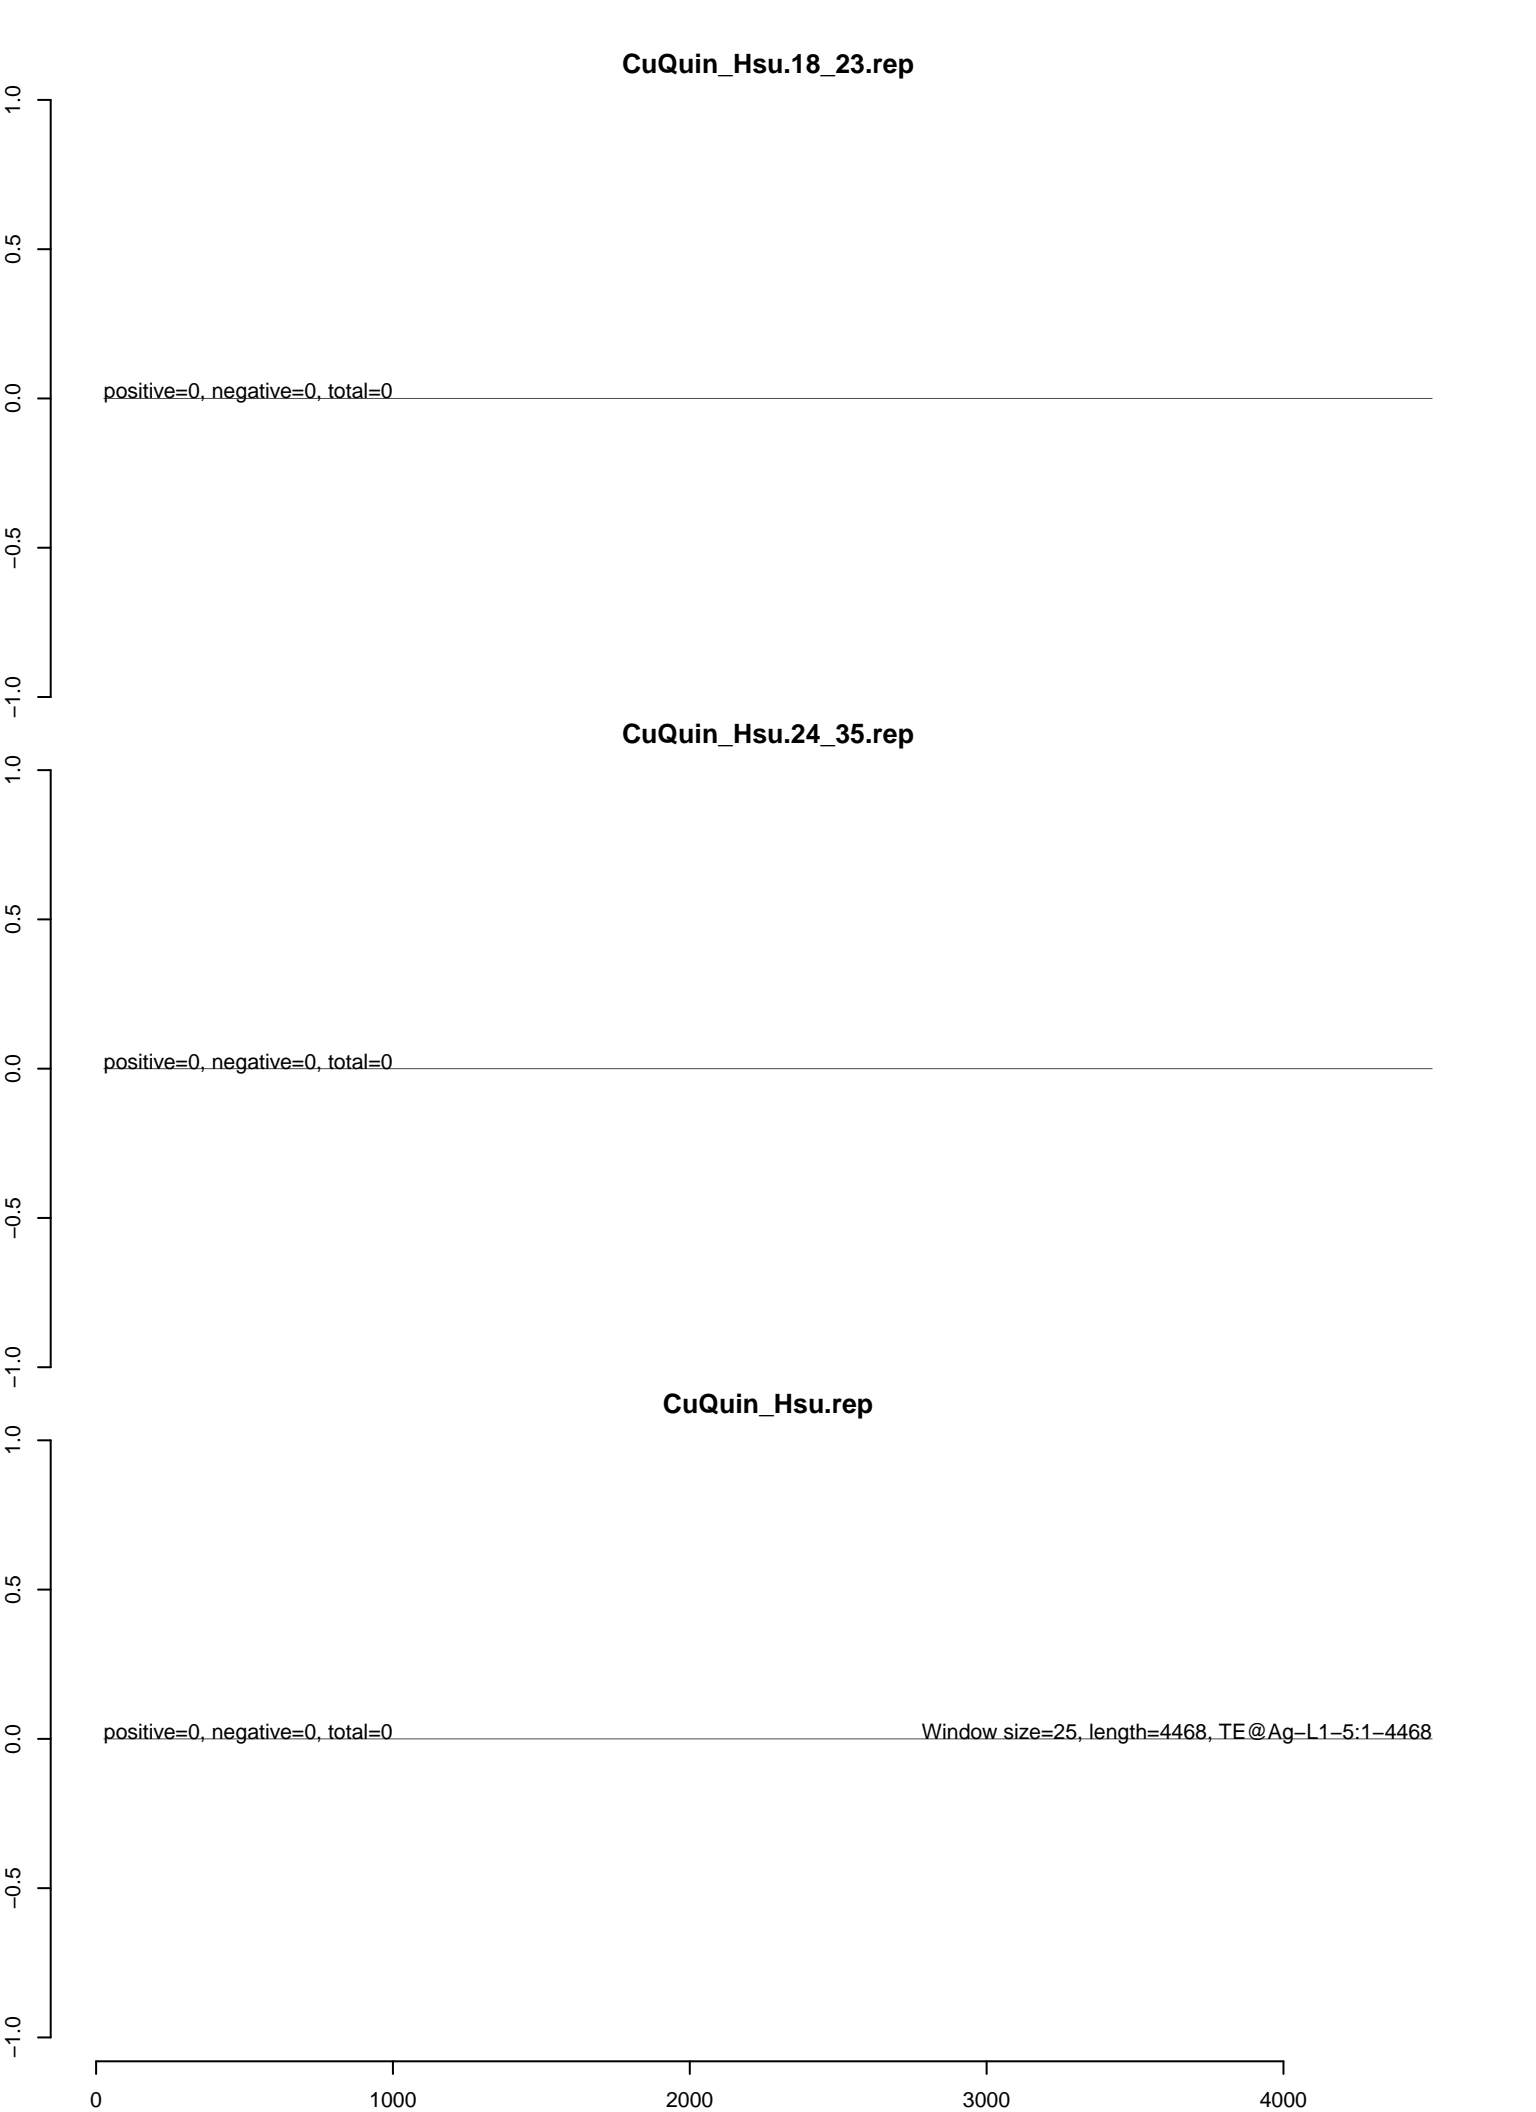 CuQuin_Hsu.18_23.rep
1.0
0.5
0.0
−0.5
−1.0
positive=0, negative=0, total=0
CuQuin_Hsu.24_35.rep
1.0
0.5
0.0
−0.5
−1.0
positive=0, negative=0, total=0
CuQuin_Hsu.rep
1.0
0.5
0.0
−0.5
−1.0
positive=0, negative=0, total=0
Window size=25, length=4468, TE@Ag−L1−5:1−4468
0 1000 2000 3000 4000